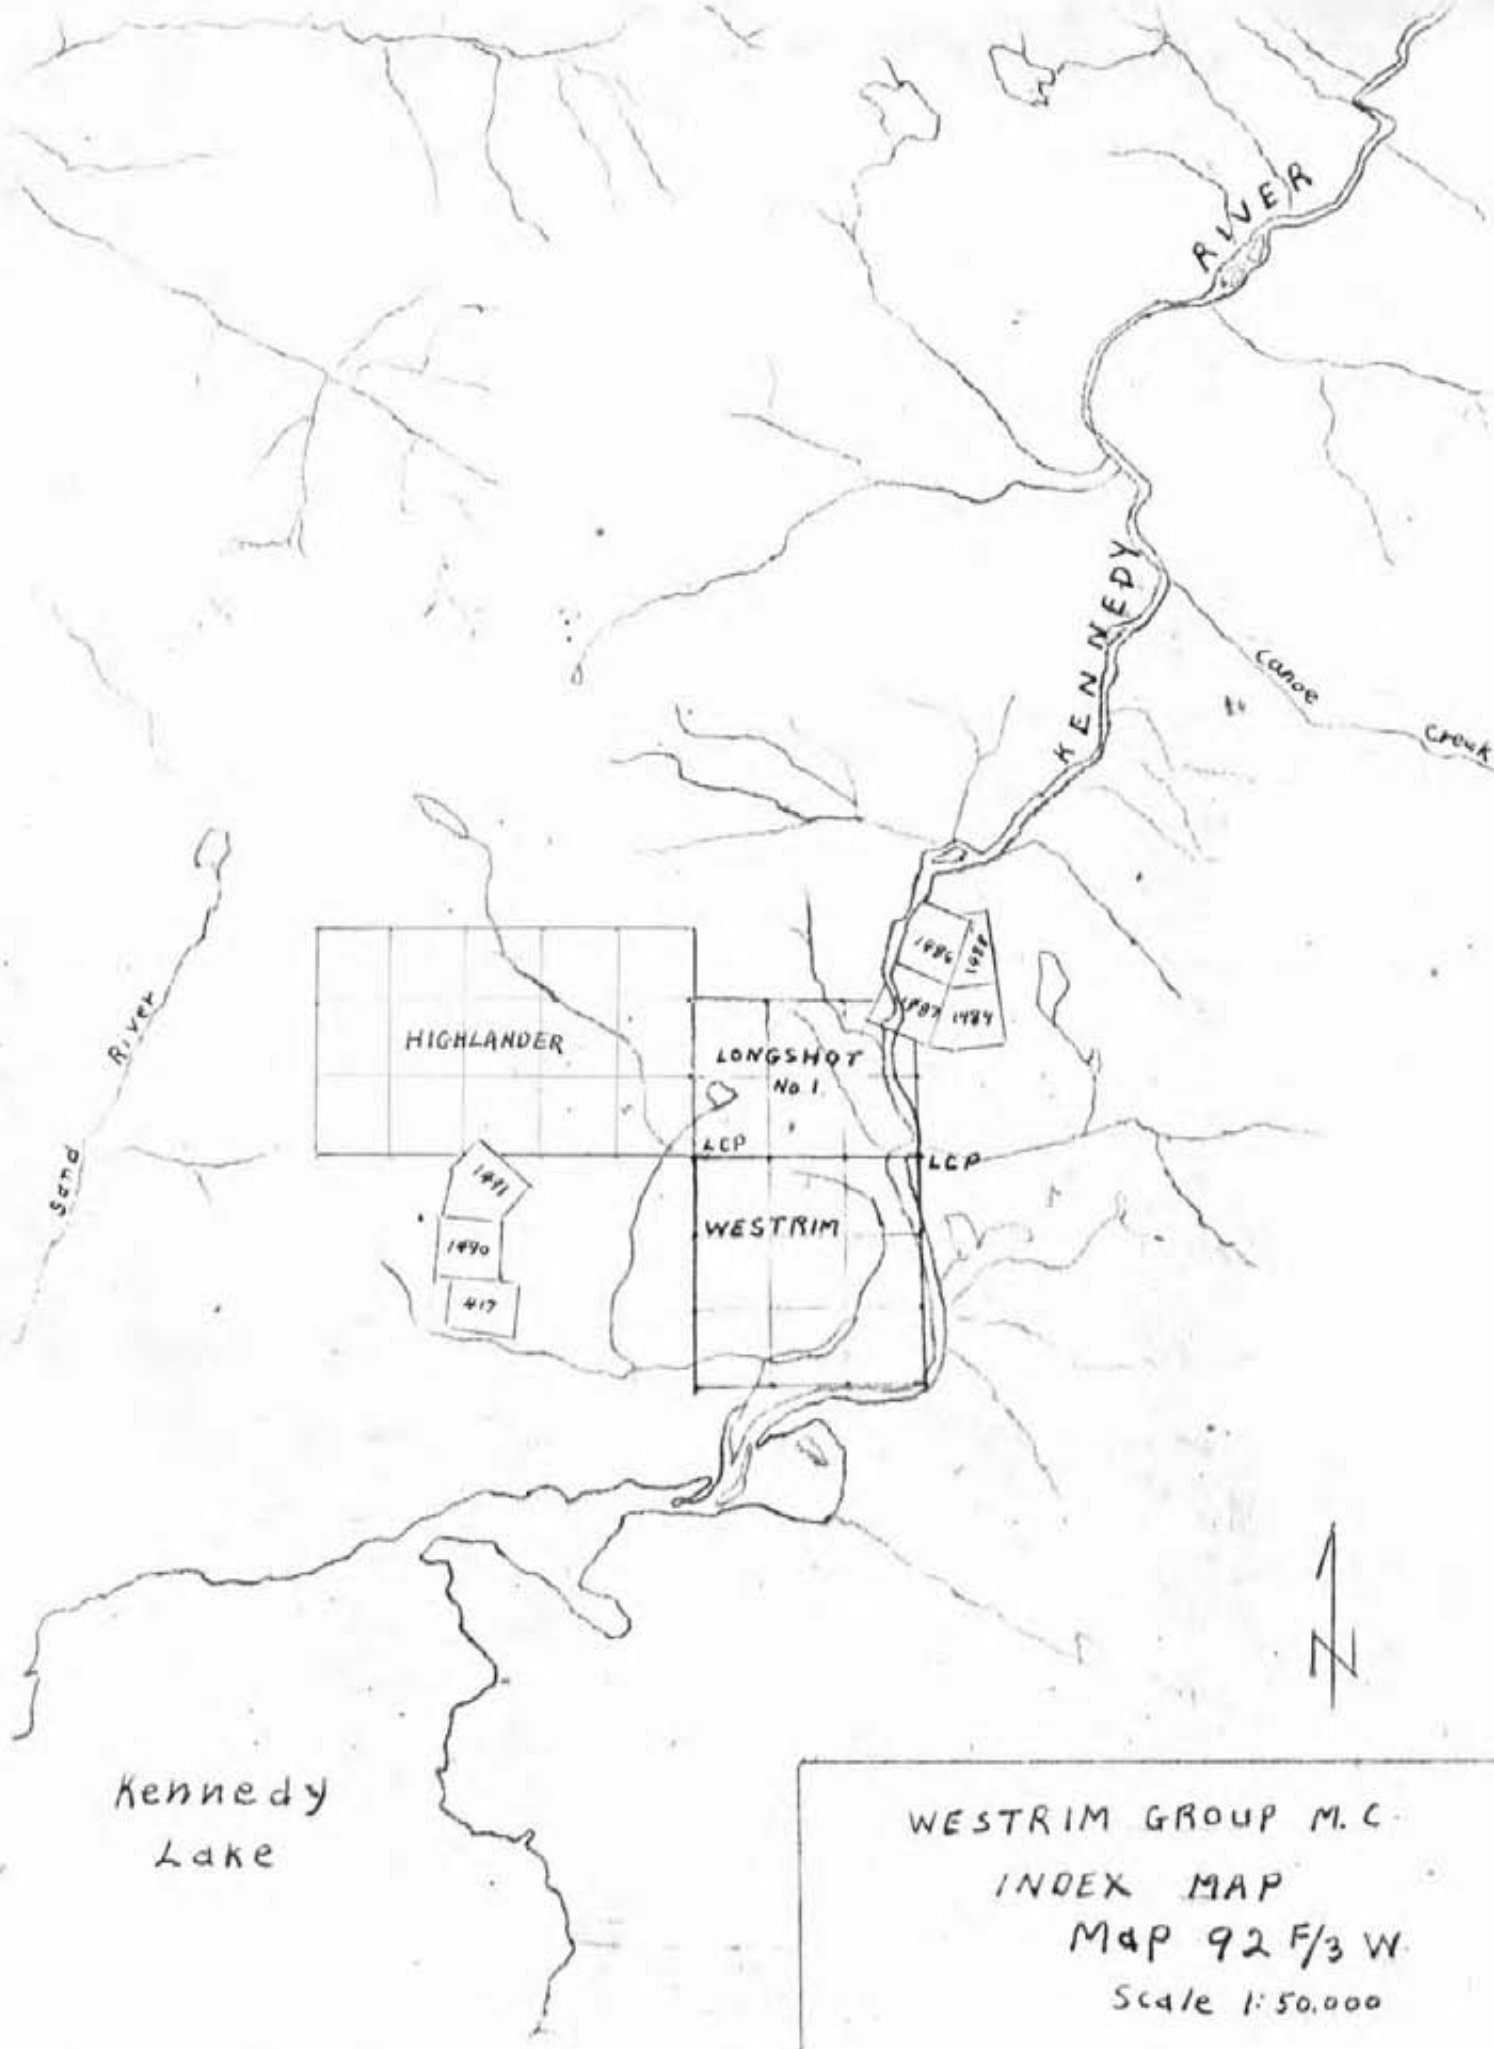 RIVER
KENNEDY
Canoe
Creek
1486
1488
1487
1484
HIGHLANDER
LONGSHOT
No 1.
River
Sand
LCP
LCP
1491
WESTRIM
1490
417
N
Kennedy
Lake
WESTRIM GROUP M.C.
INDEX MAP
Map 92 F/3 W.
Scale 1:50,000